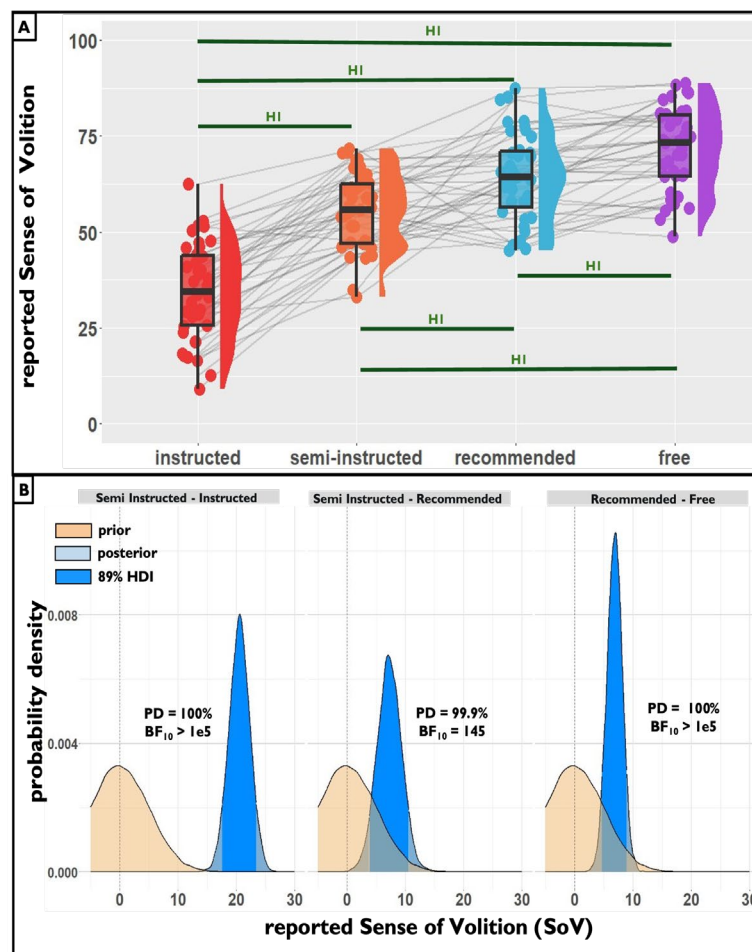 A
HI
100
HI
HI
75
reported Sense of Volition
50
HI
25
HI
HI
0
instructed semi-instructed recommended free
B
Semi Instructed - Instructed Semi Instructed - Recommended Recommended - Free
prior
posterior
89% HDI
0.008
PD = 100%
BF₁₀ > 1e5
PD = 99.9%
BF₁₀ = 145
PD = 100%
BF₁₀ > 1e5
probability density
0.004
0.000
0 10 20 30 0 10 20 30 0 10 20 30
reported Sense of Volition (SoV)